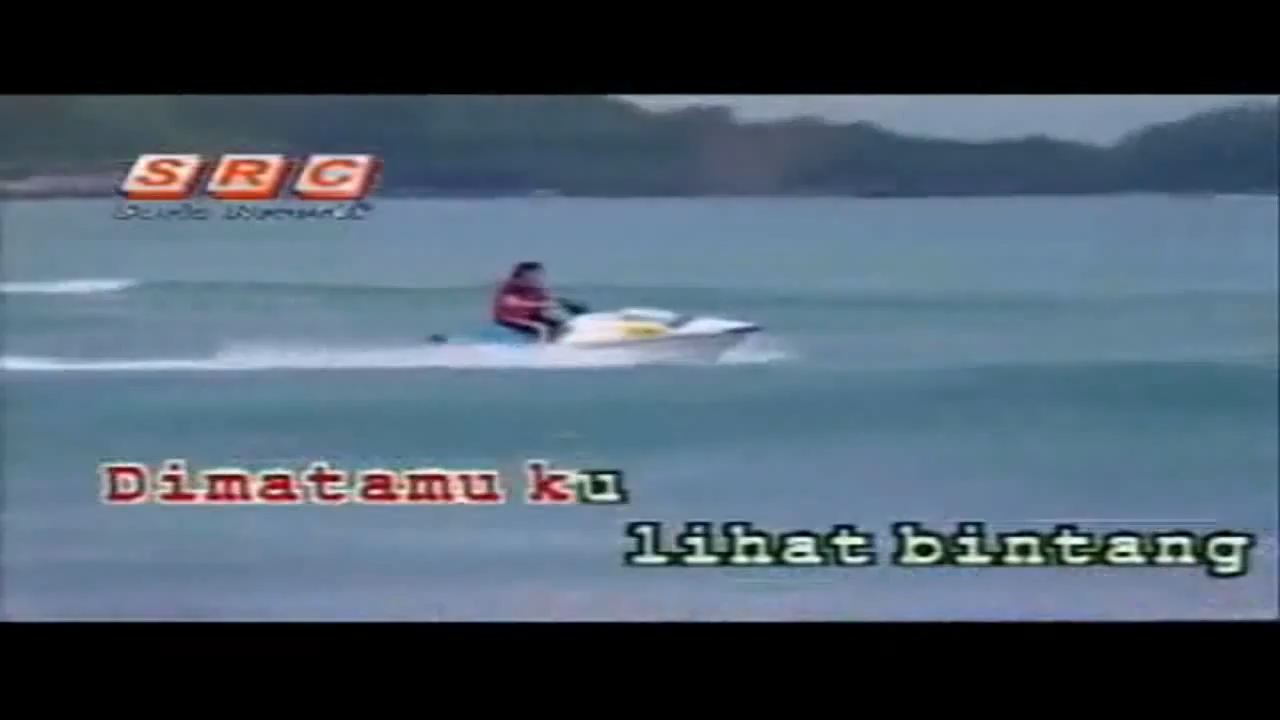 SRC
Dimatamu ku
lihat bintang